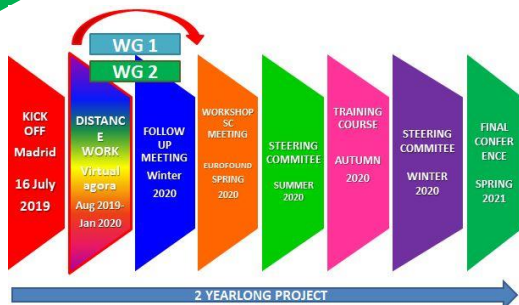 WG 1
WG 2
KICK
OFF
Madrid
16 July
2019
DISTANC
E
WORK
Virtual
agora
Aug 2019-
Jan 2020
FOLLOW
UP
MEETING
Winter
2020
WORKSHOP
SC
MEETING
EUROFOUND
SPRING
2020
STEERING
COMMITEE
SUMMER
2020
TRAINING
COURSE
AUTUMN
2020
STEERING
COMMITEE
WINTER
2020
FINAL
CONFER
ENCE
SPRING
2021
2 YEARLONG PROJECT